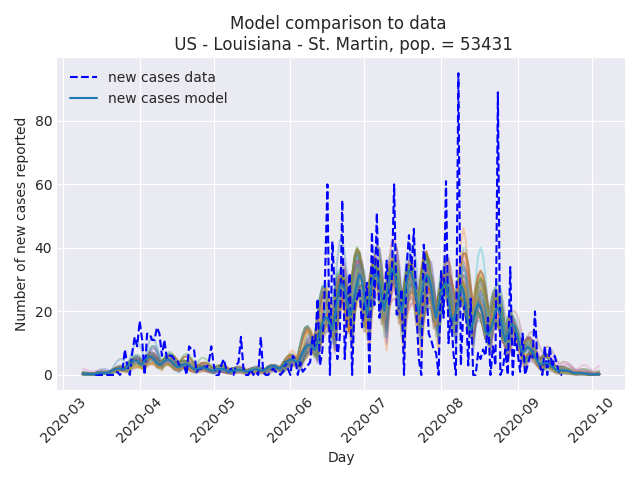 Model comparison to data
US - Louisiana - St. Martin, pop. = 53431
new cases data
new cases model
Number of new cases reported
80
60
40
20
0
2020-03
2020-04
2020-05
2020-06
2020-07
2020-08
2020-09
2020-10
Day